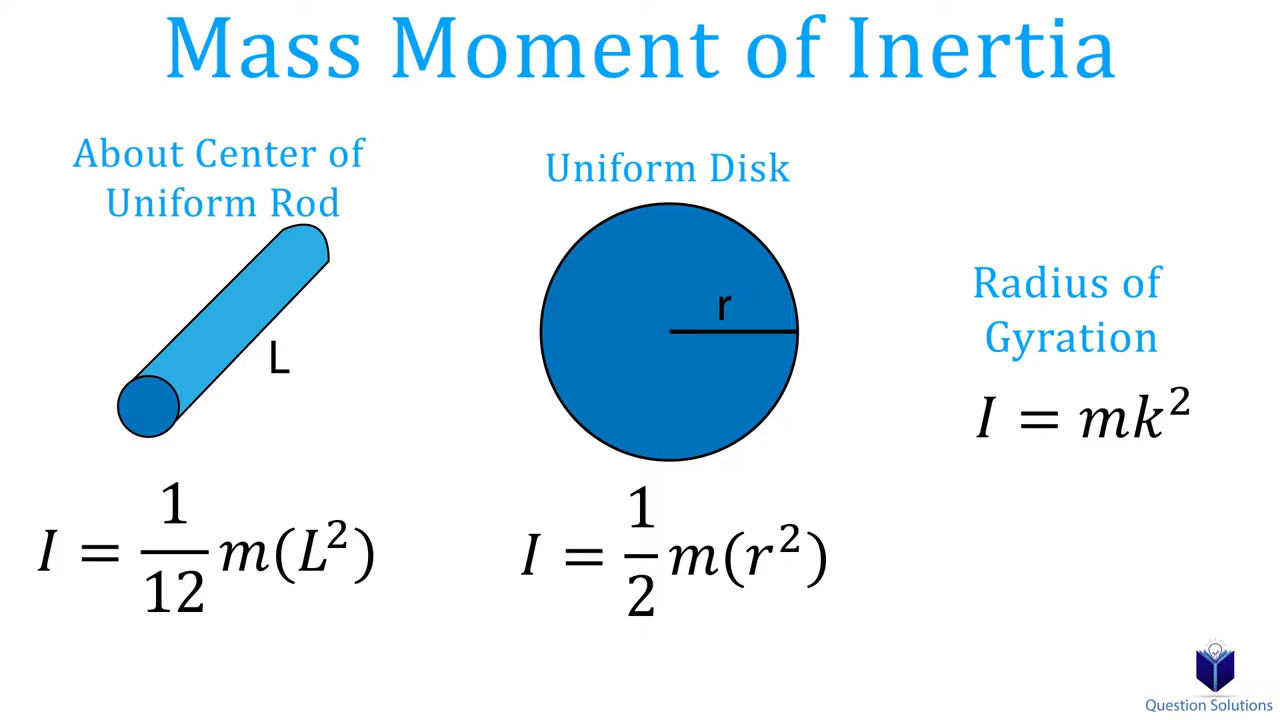 Mass Moment of Inertia
About Center of
Uniform Rod
L
I = 1/12 m(L²)
Uniform Disk
r
I = 1/2 m(r²)
Radius of
Gyration
I = mk²
Question Solutions